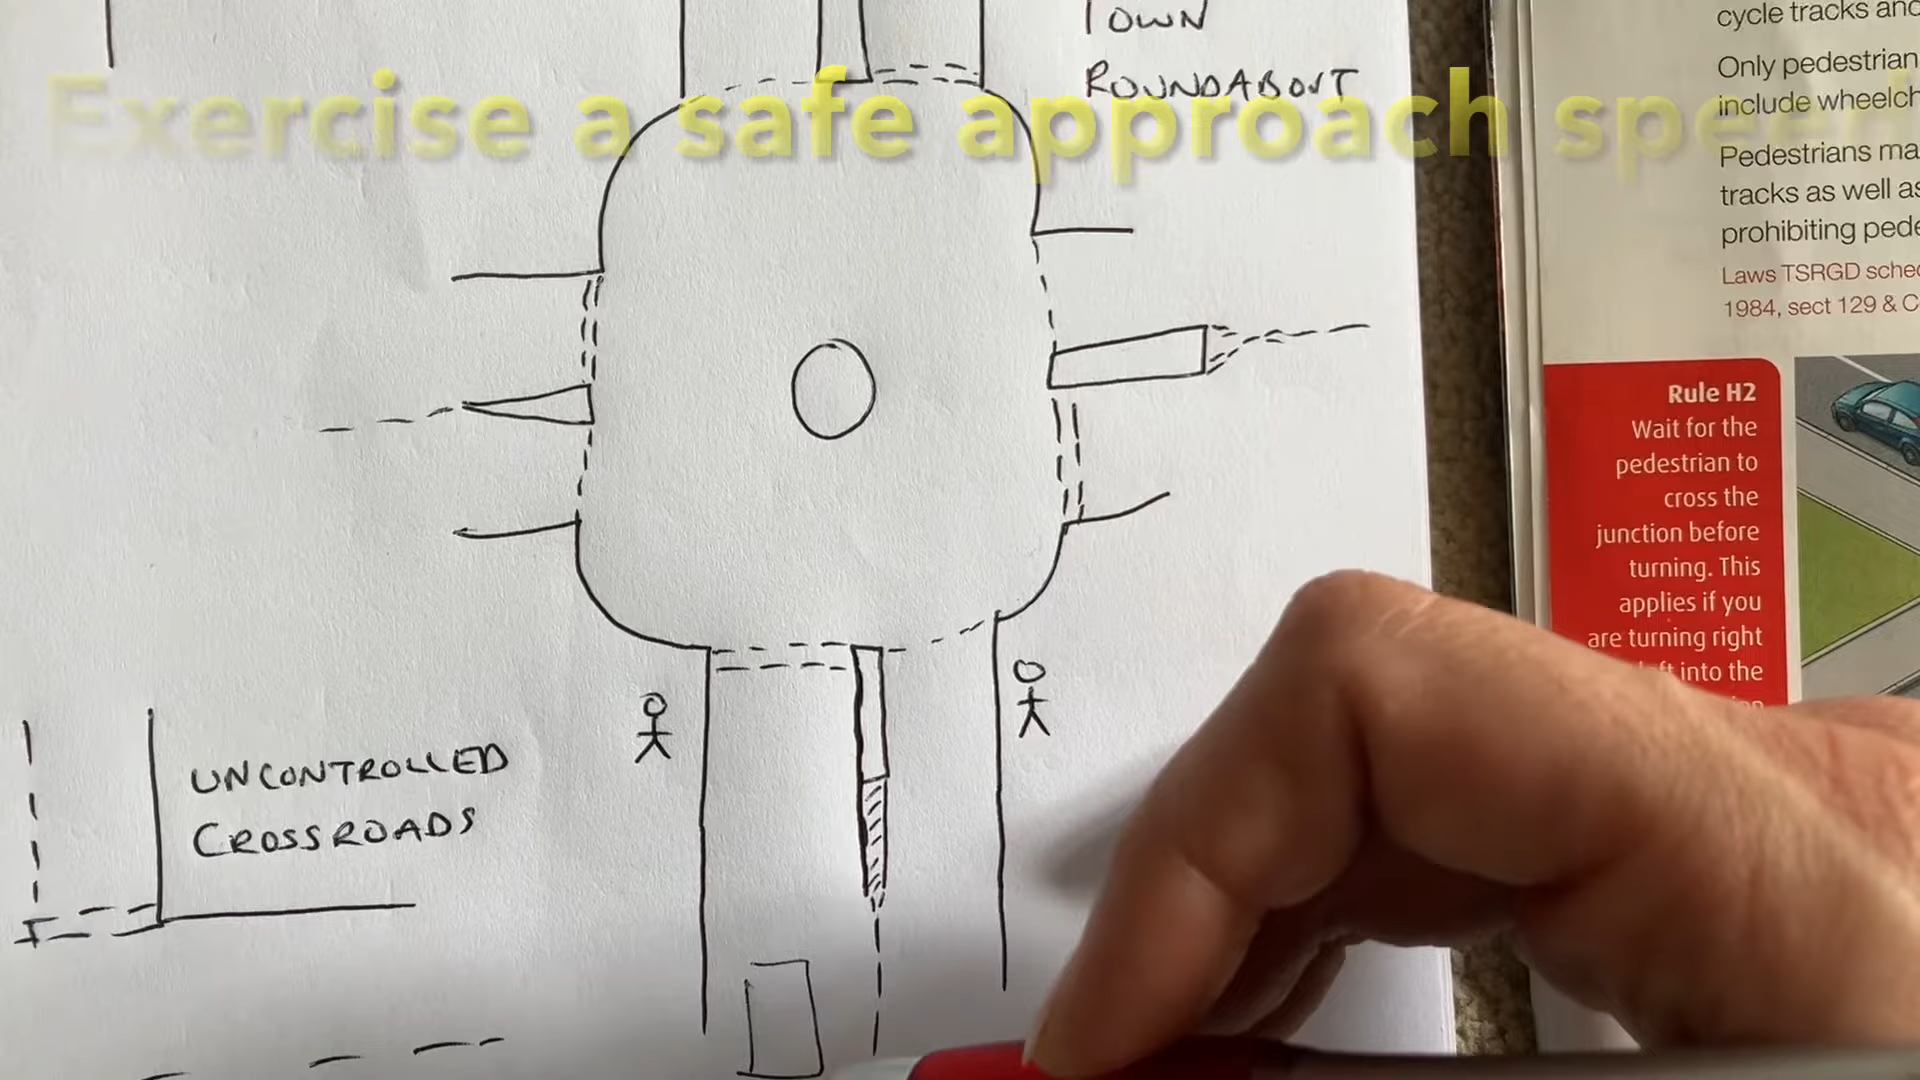 TOWN
ROUNDABOUT
Exercise a safe approach speed
UNCONTROLLED
CROSSROADS
cycle tracks and
Only pedestrian
include wheelch
Pedestrians ma
tracks as well as
prohibiting pede
Laws TSRGD sched
1984, sect 129 & C
Rule H2
Wait for the
pedestrian to
cross the
junction before
turning. This
applies if you
are turning right
into the